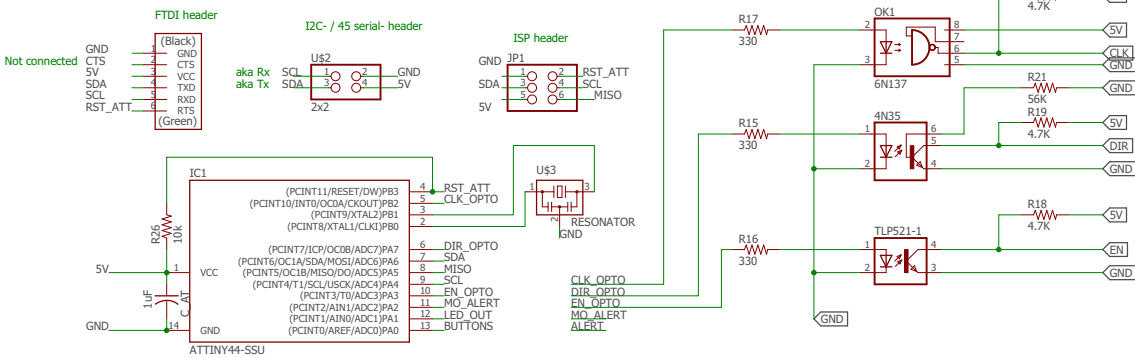 FTDI header
(Black)
Not connected
GND 1 GND
CTS 2 CTS
5V 3 VCC
SDA 4 TXD
SCL 5 RXD
RST_ATT 6 RTS
(Green)
I2C- / 45 serial- header
U$2
aka Rx SCL 1 2 GND
aka Tx SDA 3 4 5V
2x2
ISP header
JP1
GND 1 2 RST_ATT
SDA 3 4 SCL
5V 5 6 MISO
IC1
(PCINT11/RESET/DW)PB3 4 RST_ATT
(PCINT10/INT0/OC0A/CKOUT)PB2 5 CLK_OPTO
(PCINT9/XTAL2)PB1 3
(PCINT8/XTAL1/CLKI)PB0 2
(PCINT7/ICP/OC0B/ADC7)PA7 6 DIR_OPTO
(PCINT6/OC1A/SDA/MOSI/ADC6)PA6 7 SDA
(PCINT5/OC1B/MISO/DO/ADC5)PA5 8 MISO
(PCINT4/T1/SCL/USCK/ADC4)PA4 9 SCL
(PCINT3/T0/ADC3)PA3 10 EN_OPTO
(PCINT2/AIN1/ADC2)PA2 11 MO_ALERT
(PCINT1/AIN0/ADC1)PA1 12 LED_OUT
(PCINT0/AREF/ADC0)PA0 13 BUTTONS
R26
10k
5V 1 VCC
1uF
C_AT
GND 14 GND
ATTINY44-SSU
U$3
1 3
2
RESONATOR
GND
CLK_OPTO
DIR_OPTO
EN_OPTO
MO_ALERT
ALERT
R17
330
R15
330
R16
330
4.7K
OK1
2 8 5V
7
6 CLK
3 5 GND
6N137
R21
56K
GND
R19
4.7K
5V
4N35
1 6
5 DIR
2 4 GND
R18
4.7K
5V
TLP521-1
1 4 EN
2 3 GND
GND